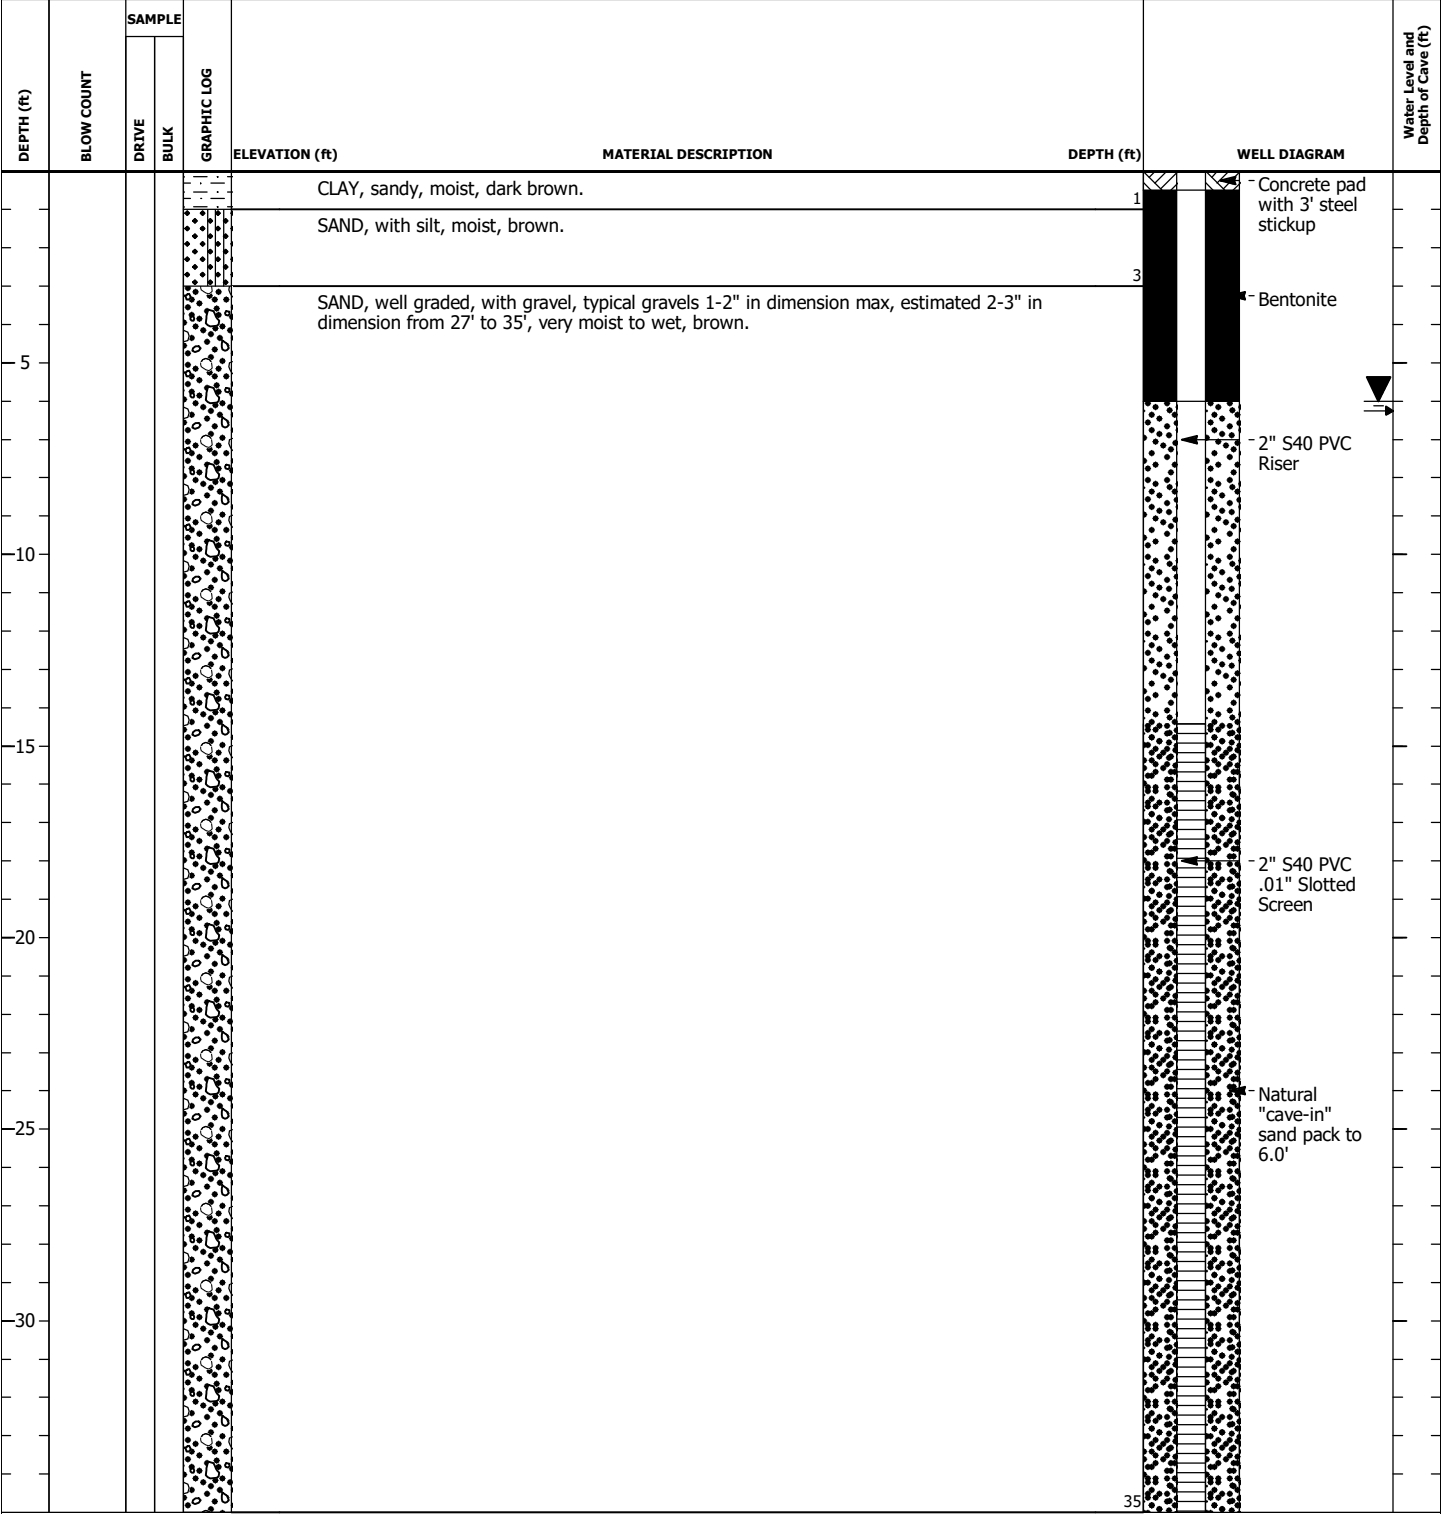 SAMPLE
DEPTH (ft)
BLOW COUNT
DRIVE
BULK
GRAPHIC LOG
ELEVATION (ft)
MATERIAL DESCRIPTION
DEPTH (ft)
WELL DIAGRAM
Water Level and
Depth of Cave (ft)
CLAY, sandy, moist, dark brown.
1
Concrete pad
with 3' steel
stickup
SAND, with silt, moist, brown.
3
SAND, well graded, with gravel, typical gravels 1-2" in dimension max, estimated 2-3" in
dimension from 27' to 35', very moist to wet, brown.
Bentonite
5
2" S40 PVC
Riser
10
15
2" S40 PVC
.01" Slotted
Screen
20
Natural
"cave-in"
sand pack to
6.0'
25
30
35